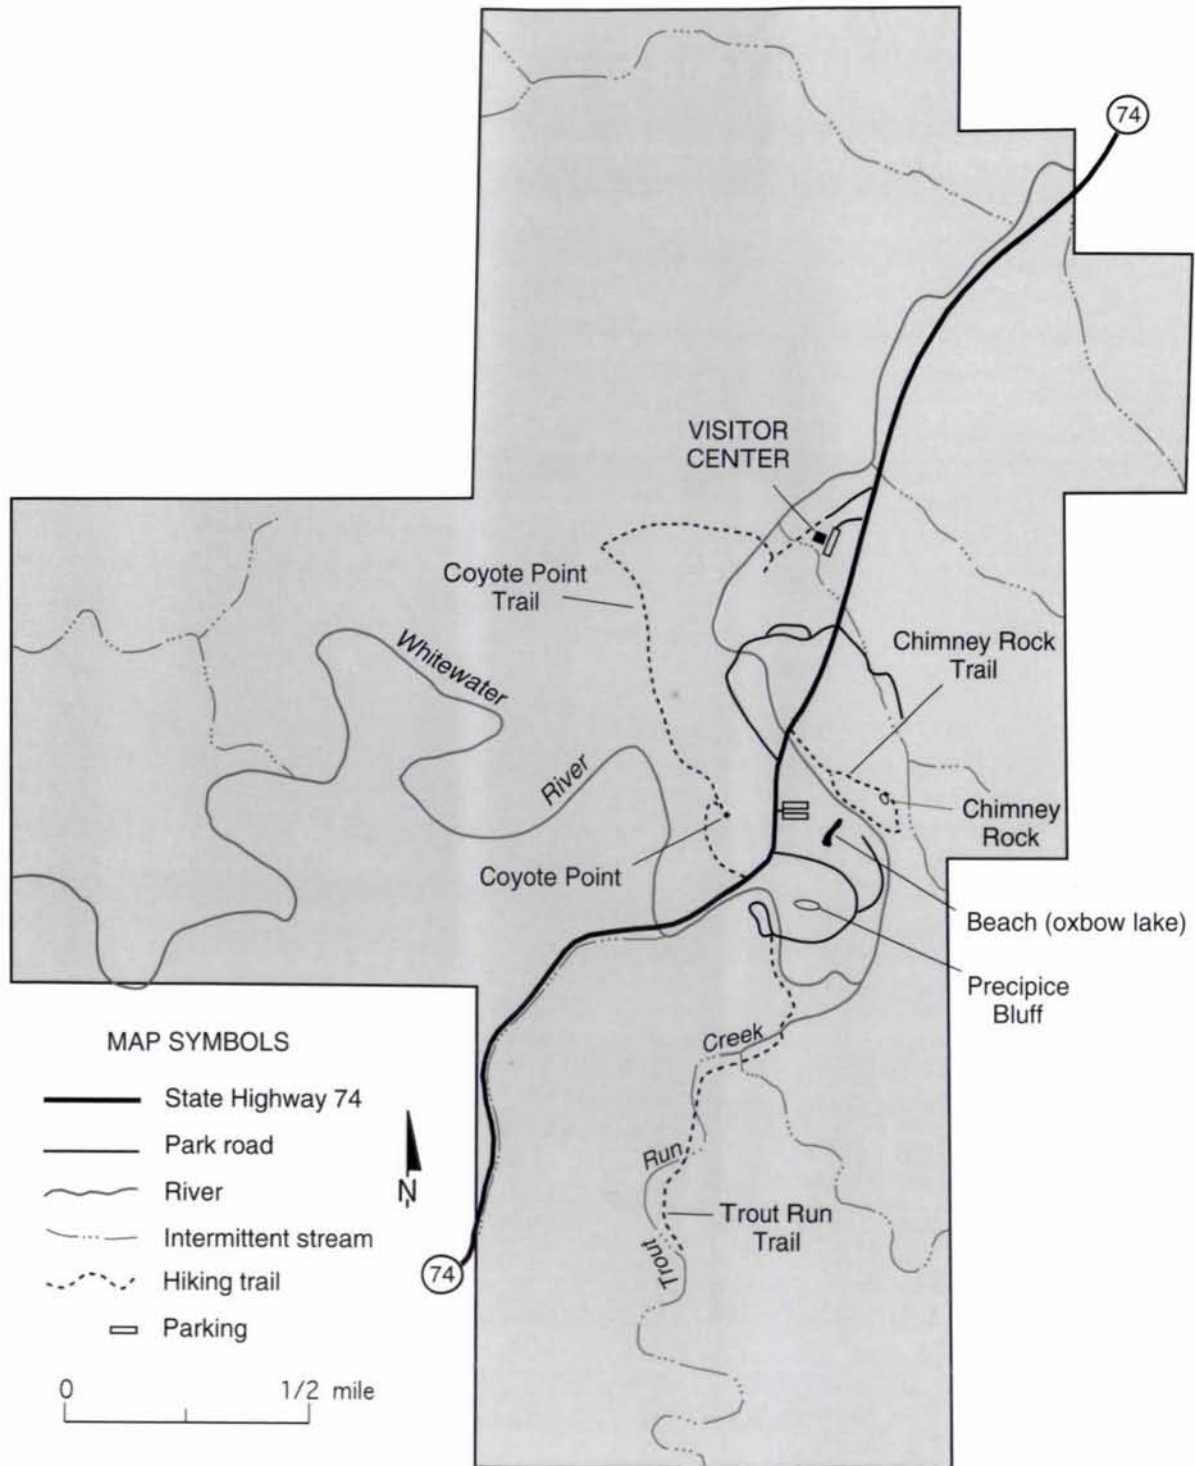 74
VISITOR
CENTER
Coyote Point
Trail
Whitewater
Chimney Rock
Trail
River
Chimney
Rock
Coyote Point
Beach (oxbow lake)
Precipice
Bluff
MAP SYMBOLS
State Highway 74
Park road
River
Intermittent stream
Hiking trail
Parking
0 1/2 mile
N
74
Creek
Run
Trout
Trout Run
Trail